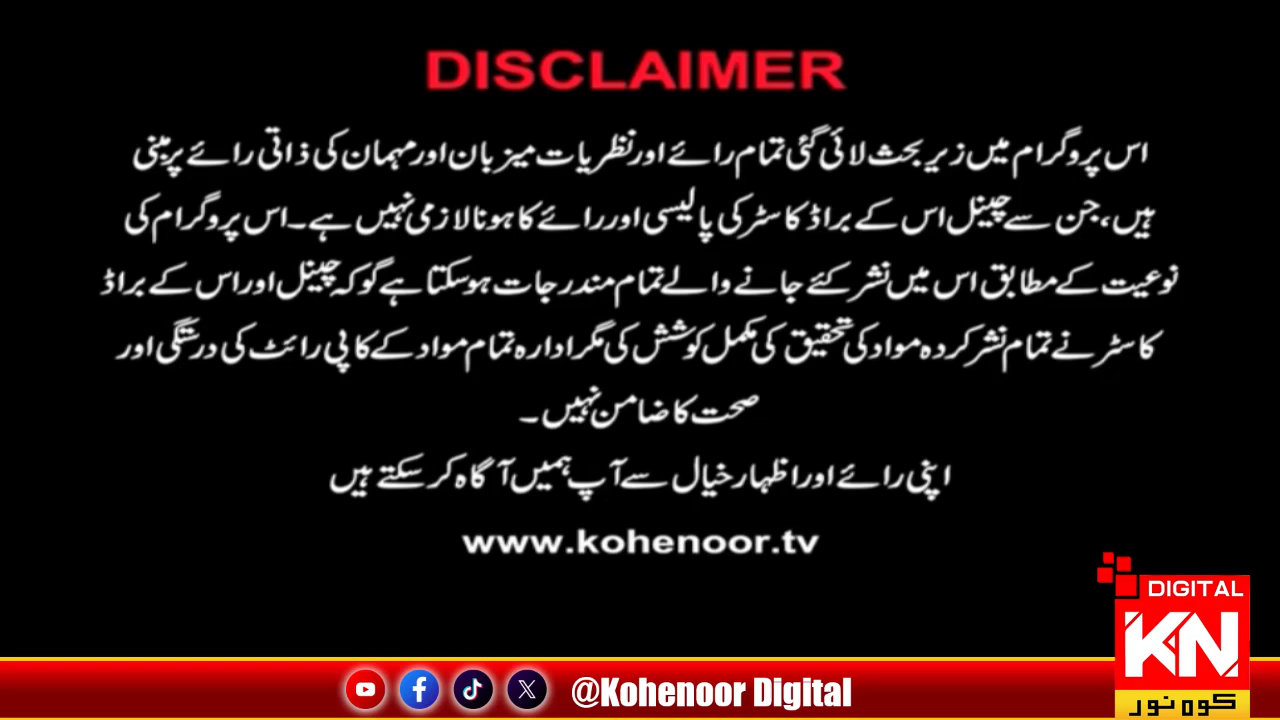 DISCLAIMER
اس پروگرام میں زیر بحث لائی گئی تمام رائے اور نظریات میزبان اور مہمان کی ذاتی رائے پر مبنی
ہیں، جن سے چینل اس کے براڈ کاسٹر کی پالیسی اور رائے کا ہونا لازمی نہیں ہے۔ اس پروگرام کی
نوعیت کے مطابق اس میں نشر کئے جانے والے تمام مندرجات ہو سکتا ہے گو کہ چینل اور اس کے براڈ
کاسٹر نے تمام نشر کردہ مواد کی تحقیق کی مکمل کوشش کی مگر ادارہ تمام مواد کے کاپی رائٹ کی درستگی اور
صحت کا ضامن نہیں۔
اپنی رائے اور اظہار خیال سے آپ ہمیں آگاہ کر سکتے ہیں
www.kohenoor.tv
DIGITAL
KN
کوہ نور
@Kohenoor Digital